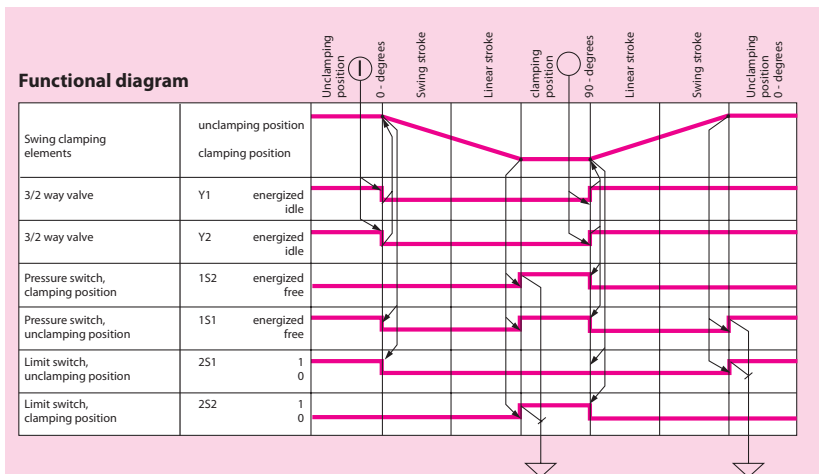 Functional diagram
Unclamping
position
0 - degrees
Swing stroke
Linear stroke
clamping
position
90 - degrees
Linear stroke
Swing stroke
Unclamping
position
0 - degrees
Swing clamping
elements
unclamping position
clamping position
3/2 way valve Y1 energized
idle
3/2 way valve Y2 energized
idle
Pressure switch, 1S2 energized
clamping position free
Pressure switch, 1S1 energized
unclamping position free
Limit switch, 2S1 1
unclamping position 0
Limit switch, 2S2 1
clamping position 0